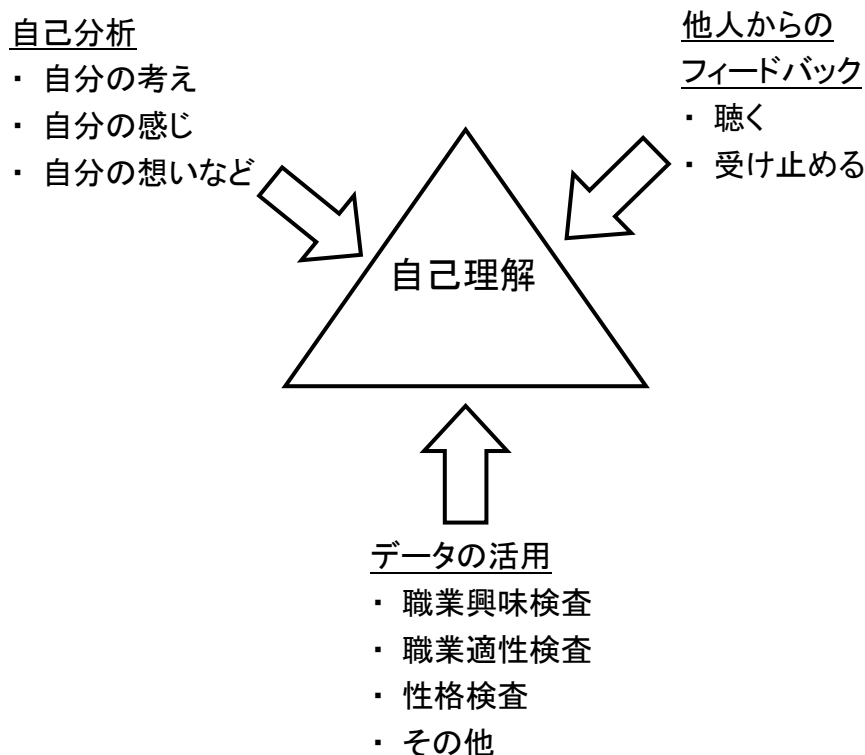 自己分析
・ 自分の考え
・ 自分の感じ
・ 自分の想いなど
他人からの
フィードバック
・ 聴く
・ 受け止める
自己理解
データの活用
・ 職業興味検査
・ 職業適性検査
・ 性格検査
・ その他